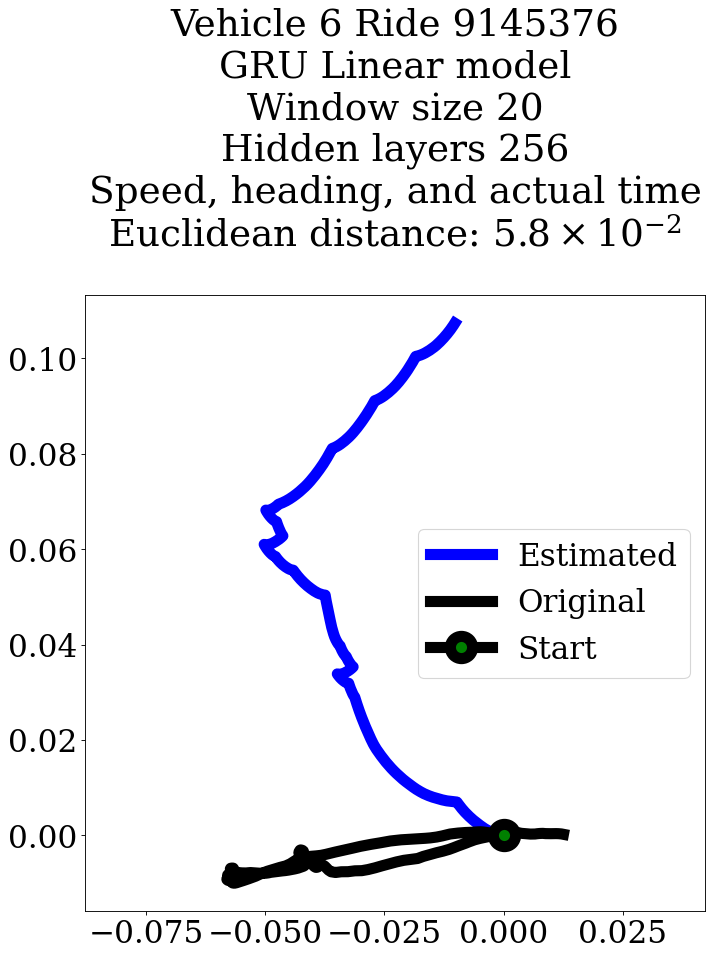 Vehicle 6 Ride 9145376
GRU Linear model
Window size 20
Hidden layers 256
Speed, heading, and actual time
Euclidean distance: 5.8 × 10⁻²
0.10
0.08
0.06
0.04
0.02
0.00
Estimated
Original
Start
−0.075 −0.050 −0.025 0.000 0.025